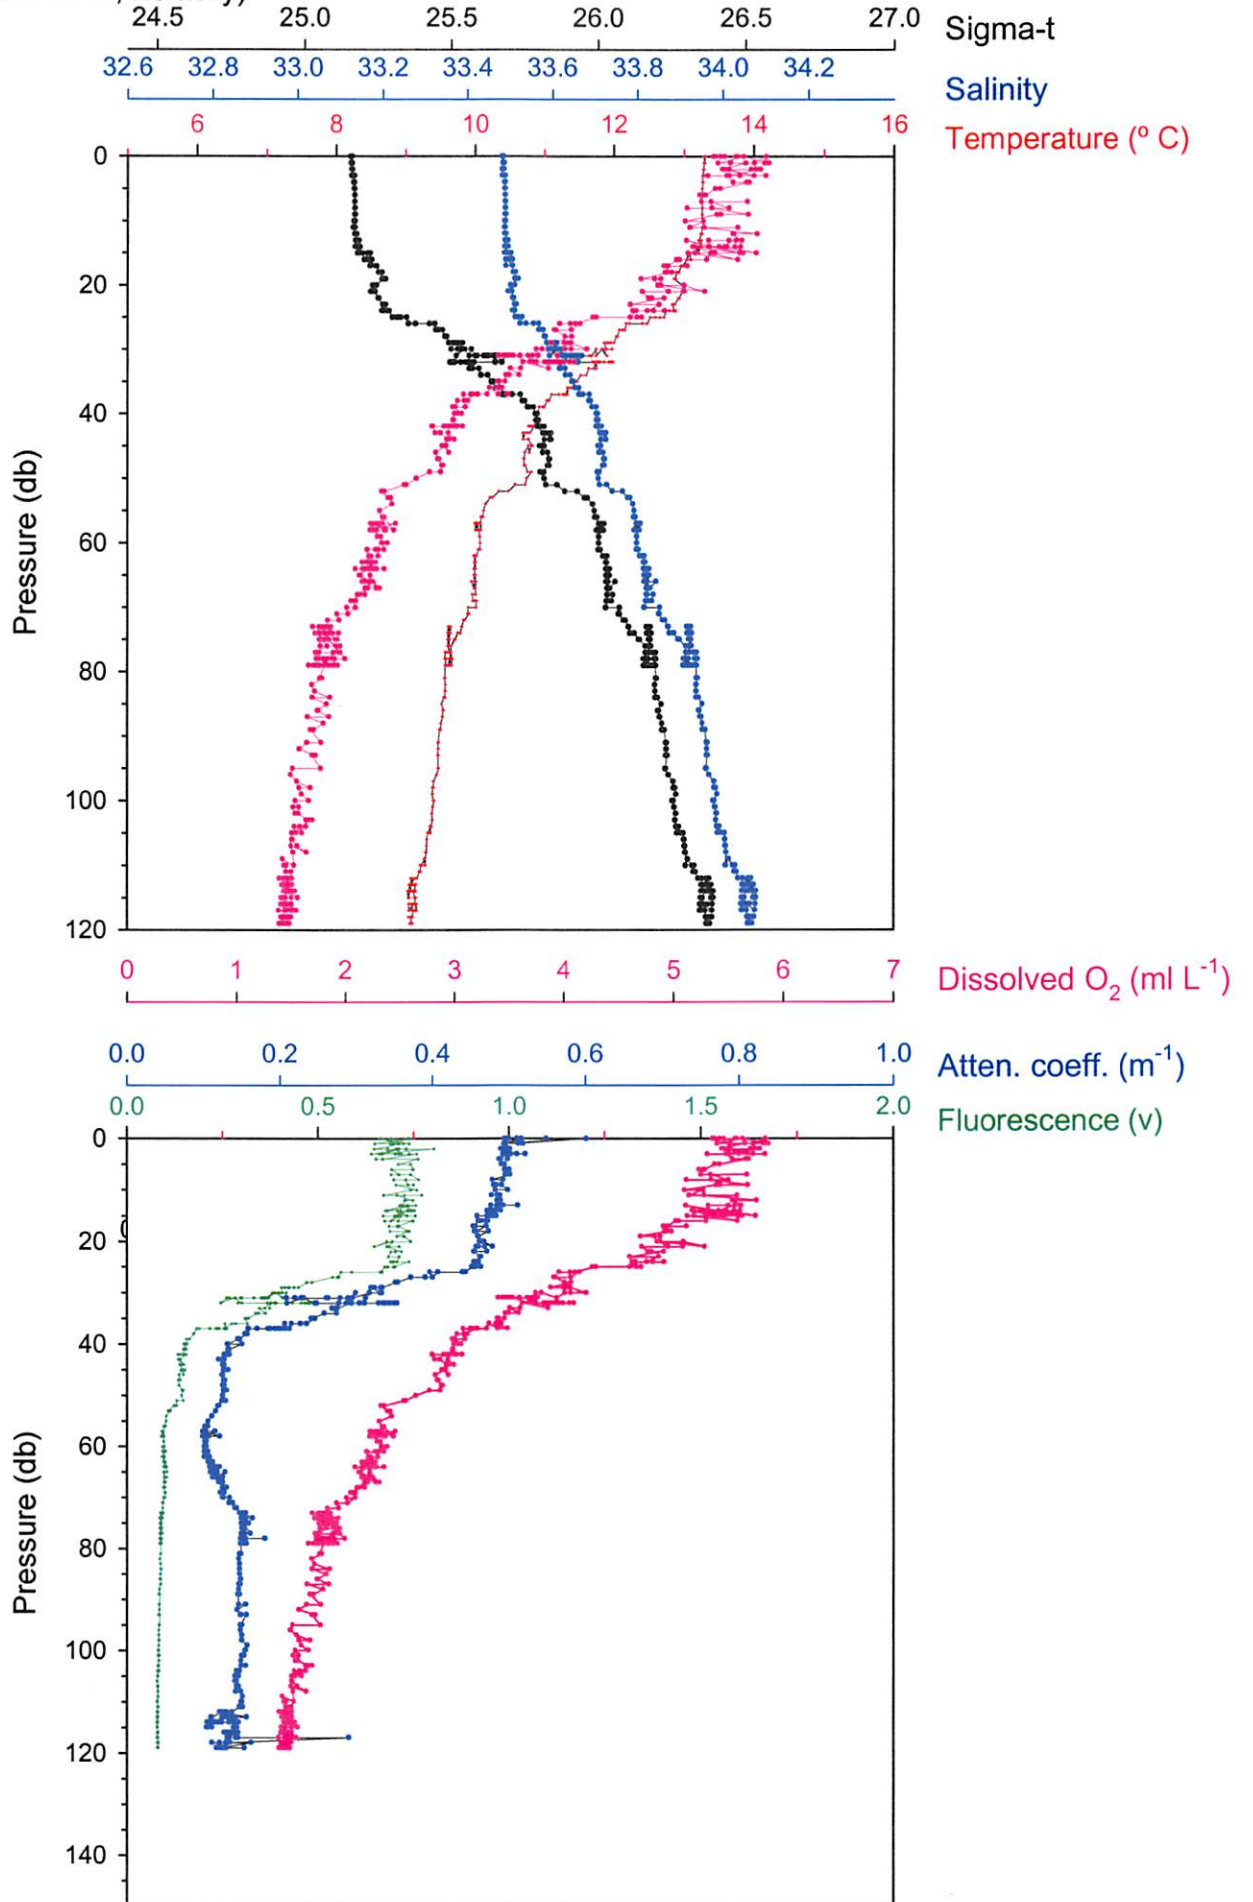 24.5 25.0 25.5 26.0 26.5 27.0 Sigma-t
32.6 32.8 33.0 33.2 33.4 33.6 33.8 34.0 34.2 Salinity
6 8 10 12 14 16 Temperature (º C)
0
20
40
60
80
100
120
Pressure (db)
0 1 2 3 4 5 6 7 Dissolved O2 (ml L-1)
0.0 0.2 0.4 0.6 0.8 1.0 Atten. coeff. (m-1)
0.0 0.5 1.0 1.5 2.0 Fluorescence (v)
0
20
40
60
80
100
120
140
Pressure (db)